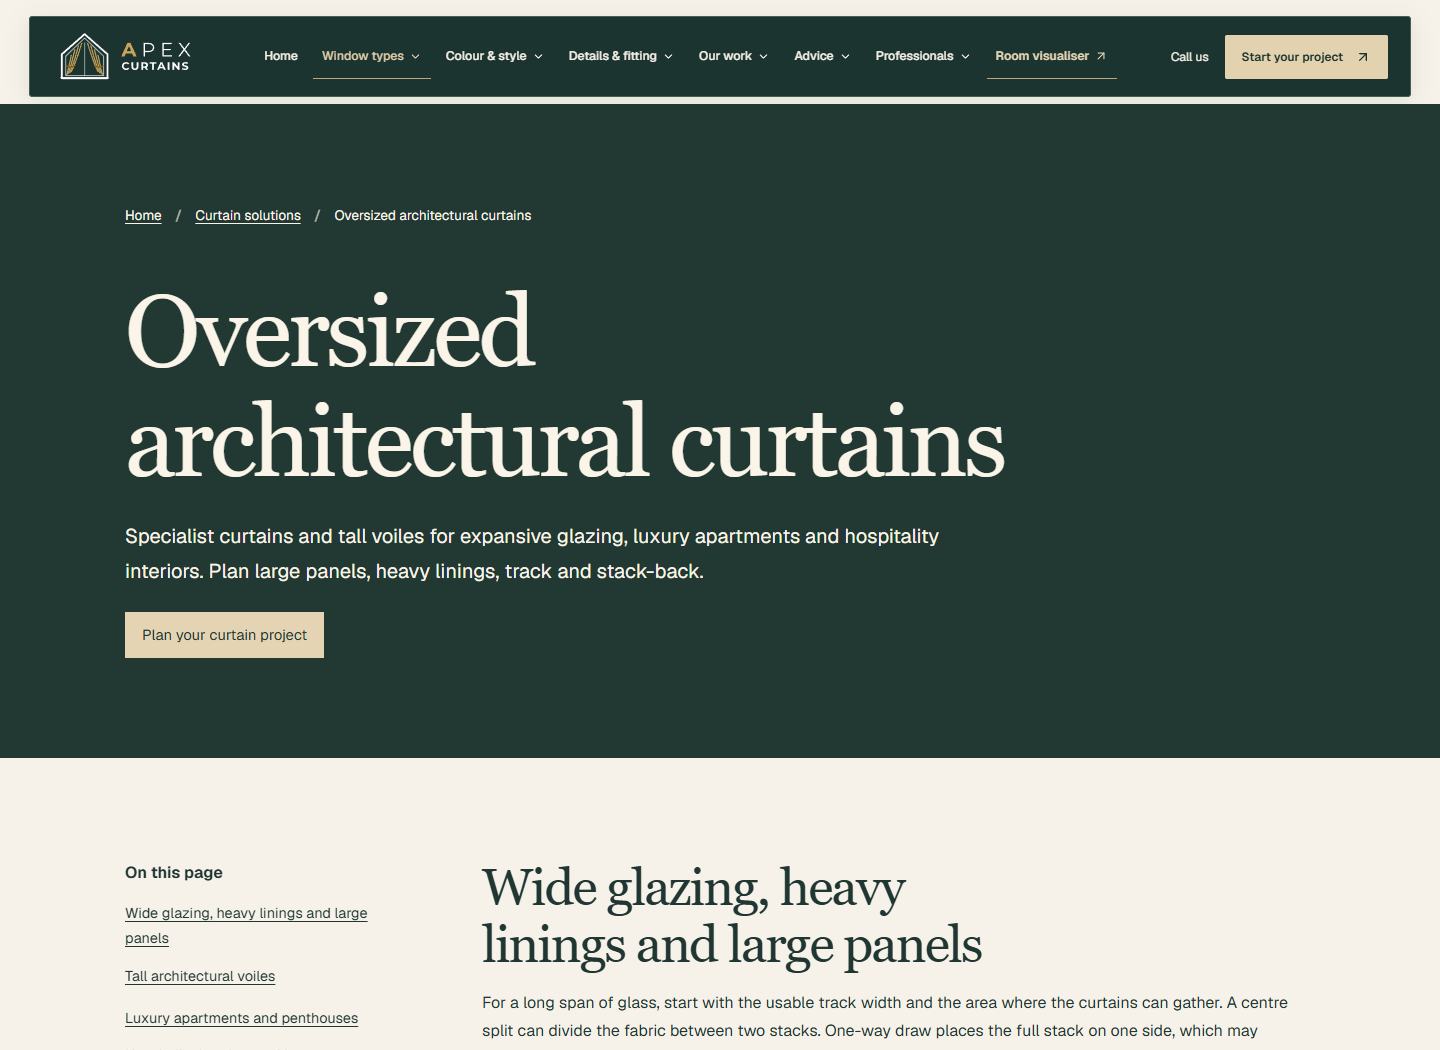 APEX
CURTAINS
Home
Window types
Colour & style
Details & fitting
Our work
Advice
Professionals
Room visualiser
Call us
Start your project
Home / Curtain solutions / Oversized architectural curtains
Oversized
architectural curtains
Specialist curtains and tall voiles for expansive glazing, luxury apartments and hospitality
interiors. Plan large panels, heavy linings, track and stack-back.
Plan your curtain project
On this page
Wide glazing, heavy linings and large
panels
Tall architectural voiles
Luxury apartments and penthouses
Wide glazing, heavy
linings and large panels
For a long span of glass, start with the usable track width and the area where the curtains can gather. A centre
split can divide the fabric between two stacks. One-way draw places the full stack on one side, which may